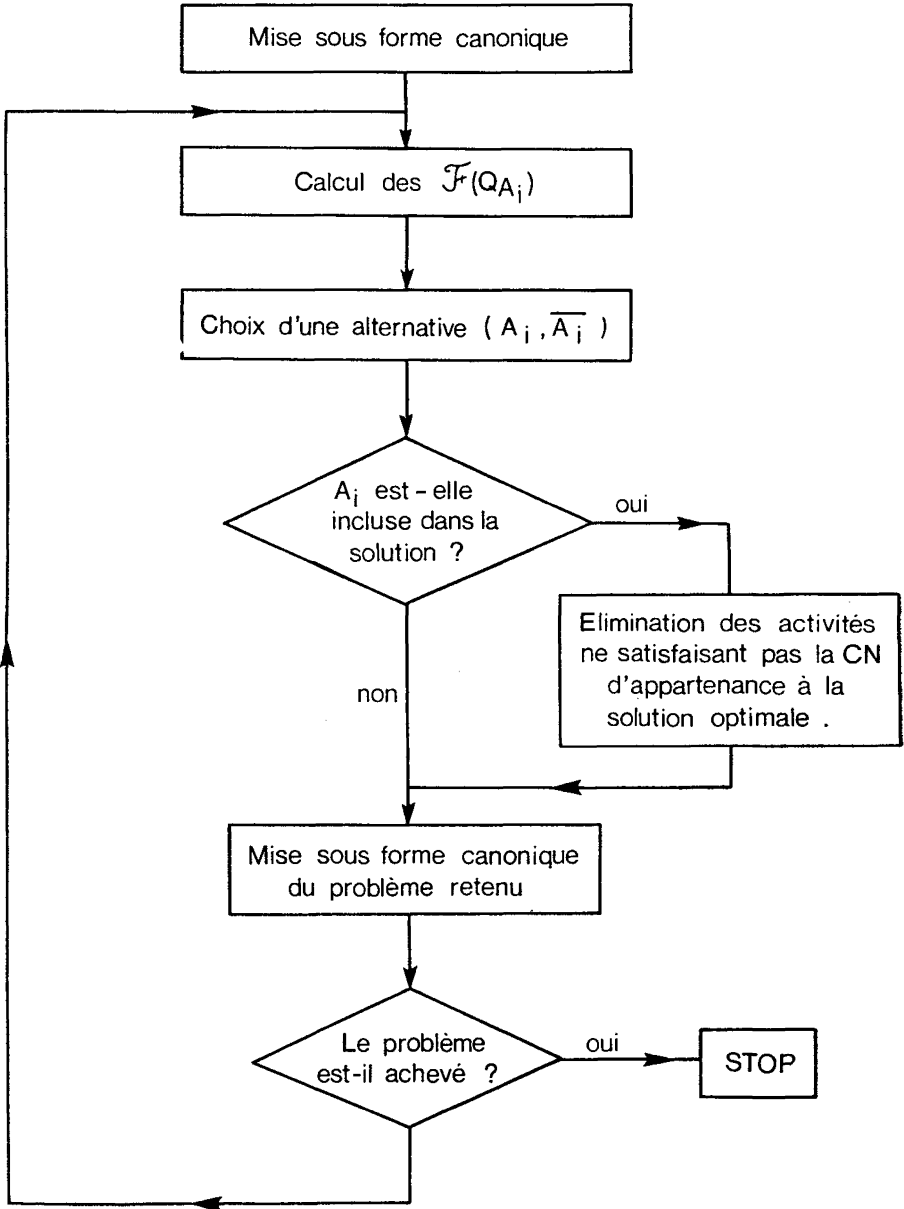 Mise sous forme canonique
Calcul des ℱ(Q_{A_i})
Choix d'une alternative ( A_i , \overline{A_i} )
A_i est-elle
incluse dans la
solution ?
oui
Elimination des activités
ne satisfaisant pas la CN
d'appartenance à la
solution optimale .
non
Mise sous forme canonique
du problème retenu
Le problème
est-il achevé ?
oui
STOP